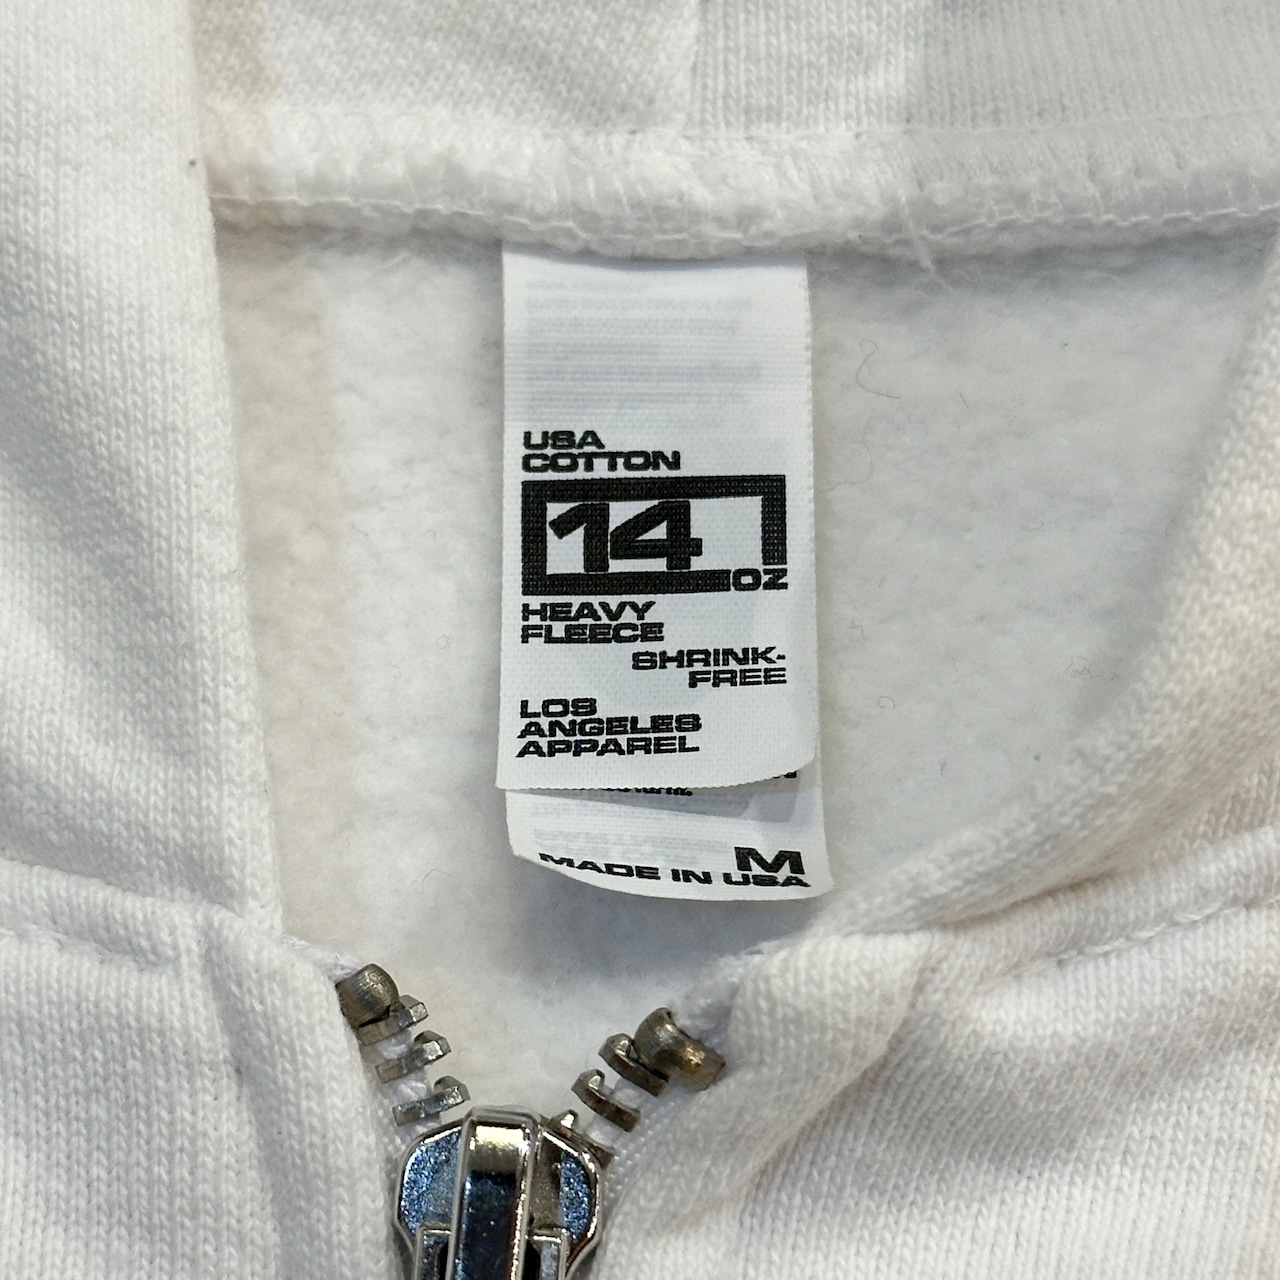 USA
COTTON
14
OZ
HEAVY
FLEECE
SHRINK-
FREE
LOS
ANGELES
APPAREL
M
MADE IN USA